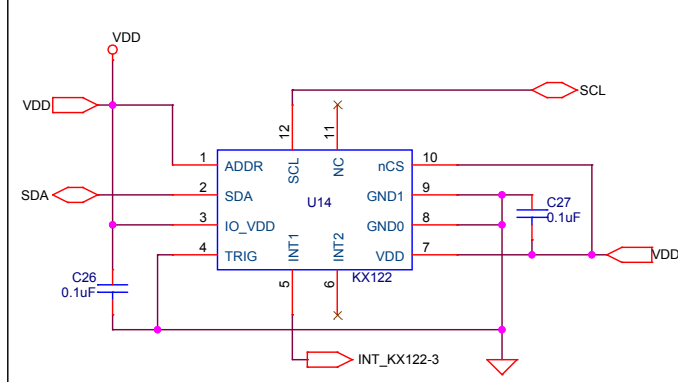 VDD
VDD
SCL
12
11
1
ADDR
SCL
NC
nCS
10
SDA
2
SDA
U14
GND1
9
C27
0.1uF
3
IO_VDD
GND0
8
4
TRIG
INT1
INT2
VDD
7
VDD
KX122
C26
0.1uF
5
6
INT_KX122-3